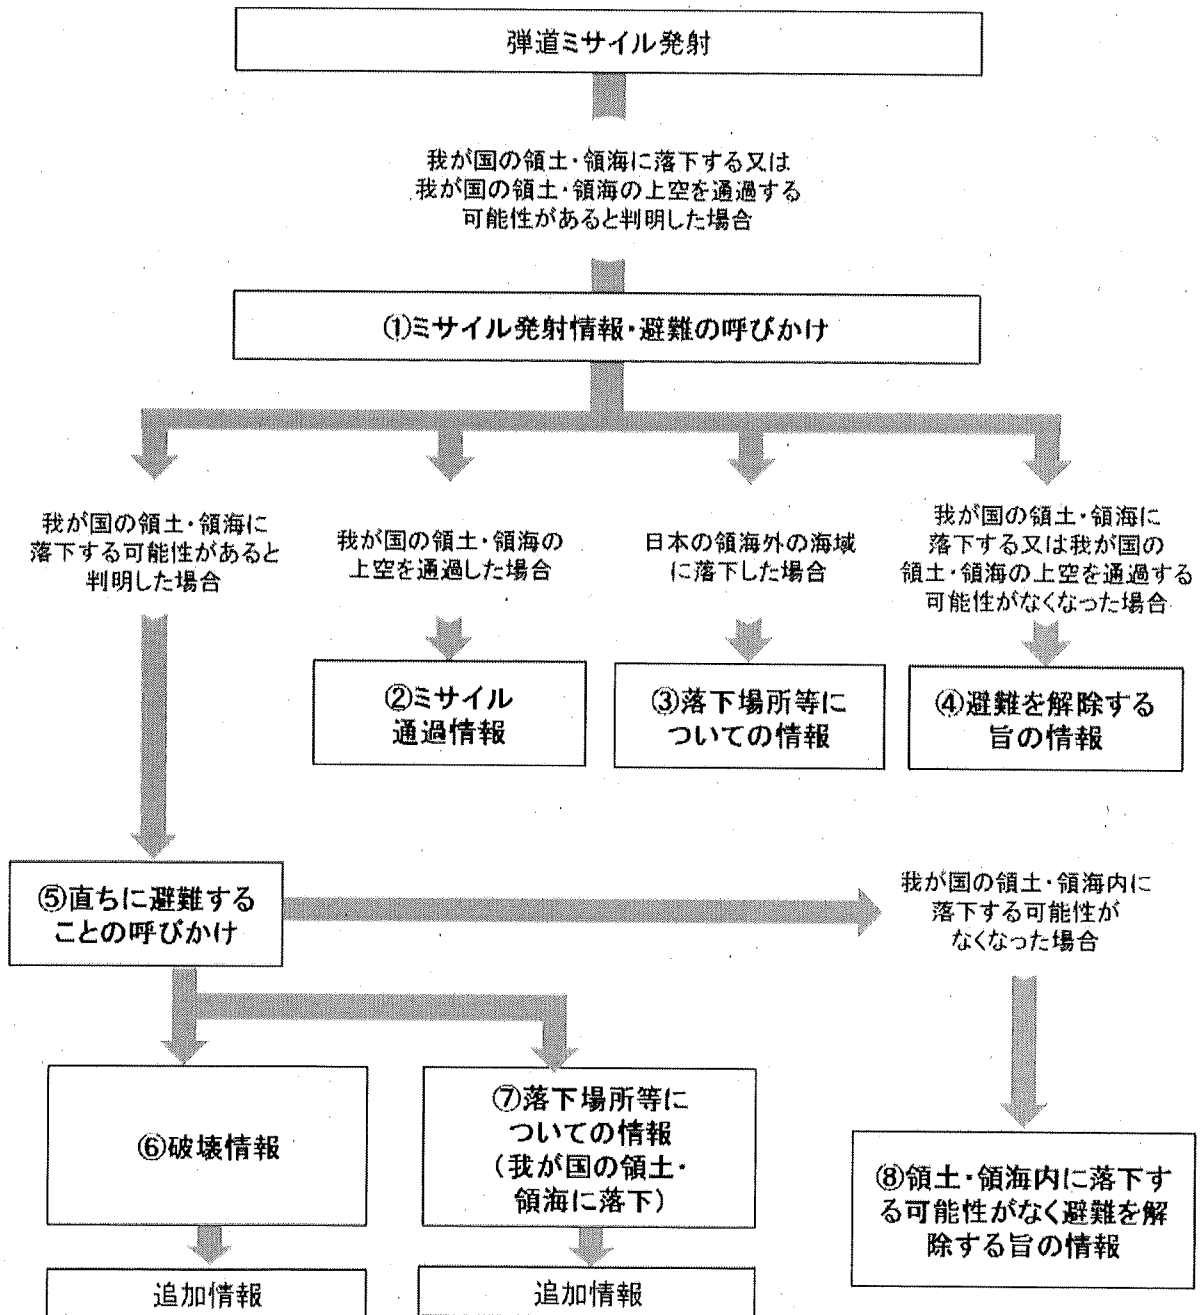 弾道ミサイル発射
我が国の領土・領海に落下する又は
我が国の領土・領海の上空を通過する
可能性があると判明した場合
①ミサイル発射情報・避難の呼びかけ
我が国の領土・領海に
落下する可能性があると
判明した場合
我が国の領土・領海の
上空を通過した場合
日本の領海外の海域
に落下した場合
我が国の領土・領海に
落下する又は我が国の
領土・領海の上空を通過する
可能性がなくなった場合
②ミサイル
通過情報
③落下場所等に
ついての情報
④避難を解除する
旨の情報
⑤直ちに避難する
ことの呼びかけ
我が国の領土・領海内に
落下する可能性が
なくなった場合
⑥破壊情報
⑦落下場所等に
ついての情報
（我が国の領土・
領海に落下）
⑧領土・領海内に落下す
る可能性がなく避難を解
除する旨の情報
追加情報
追加情報